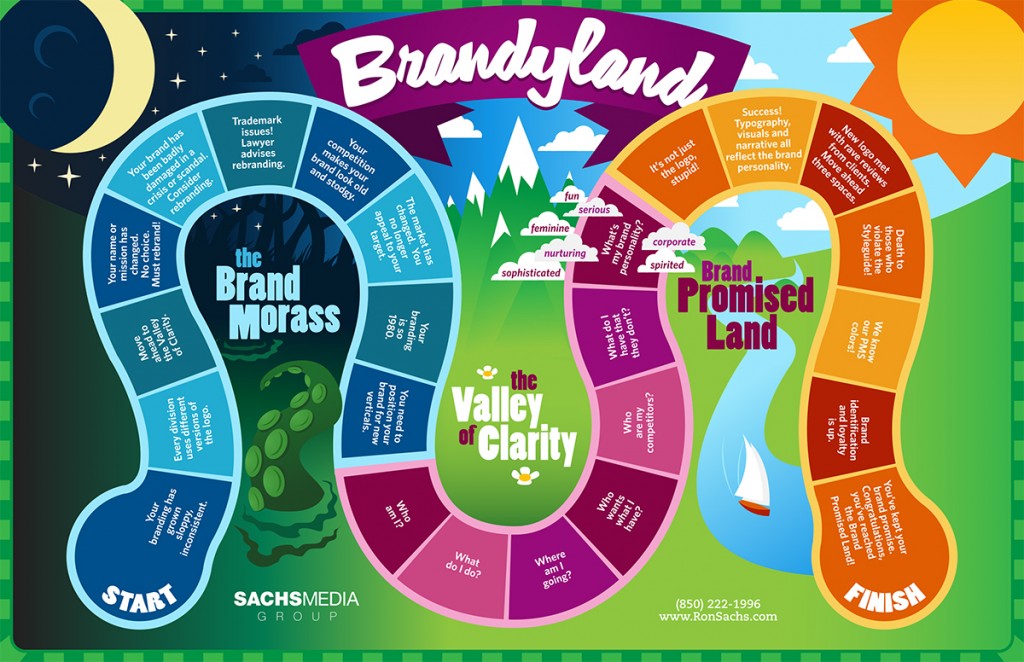 Brandyland
START
Your
branding has
grown
sloppy,
inconsistent.
Every division
uses different
versions of
the logo.
Move to
ahead to
the Valley
of Clarity.
Your name or
mission has
changed.
No choice.
Must rebrand!
Your brand has
been badly
damaged in a
crisis or scandal.
Consider
rebranding.
Trademark
issues!
Lawyer
advises
rebranding.
Your
competition
makes your
brand look old
and stodgy.
The market has
changed. You
no longer
appeal to your
target.
Your
branding
is so
1980.
You need to
position your
brand for new
verticals.
the
Brand
Morass
Who
am I?
What
do I do?
Where
am I
going?
Who
wants
what I
have?
Who
are my
competitors?
What do I
have that
they don't?
What's
my brand
personality?
fun
serious
feminine
nurturing
sophisticated
corporate
spirited
the
Valley
of Clarity
It's not just
the logo,
stupid!
Success!
Typography,
visuals and
narrative all
reflect the brand
personality.
New logo met
with rave reviews
from clients.
Move ahead
three spaces.
Death to
those who
violate the
Styleguide!
We know
our PMS
colors!
Brand
identification
and loyalty
is up.
You've kept your
brand promise.
Congratulations,
you've reached
the Brand
Promised Land!
FINISH
Brand
Promised
Land
SACHSMEDIA
GROUP
(850) 222-1996
www.RonSachs.com